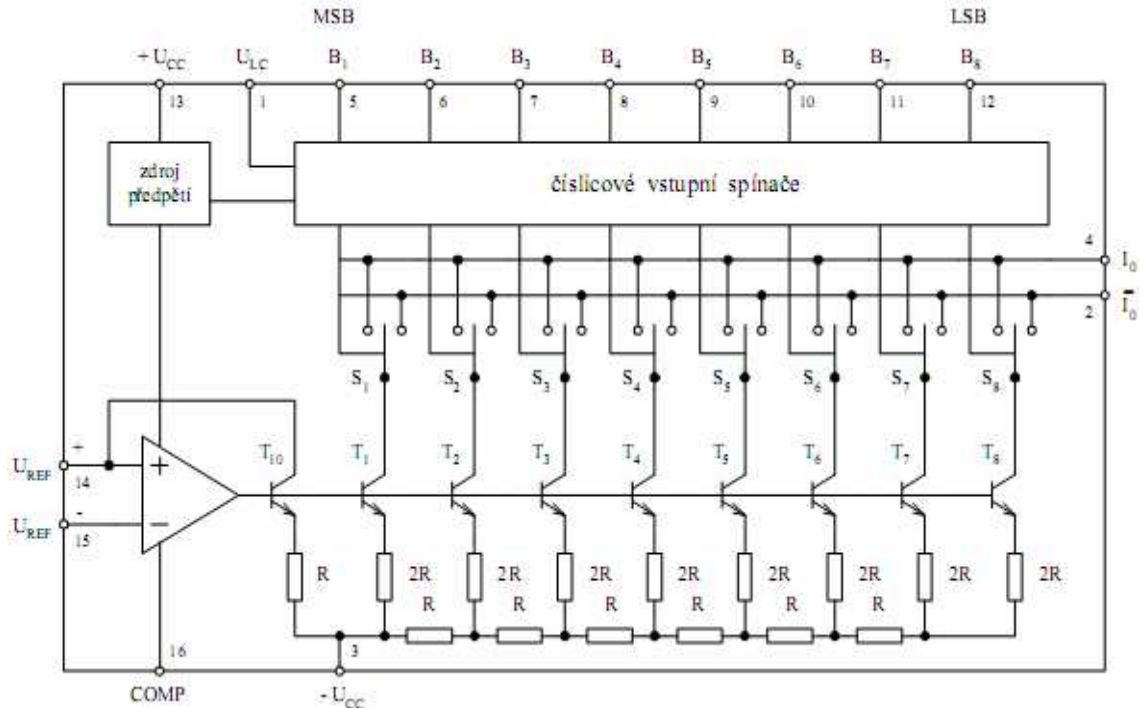 MSB LSB
+ U_CC U_LC B_1 B_2 B_3 B_4 B_5 B_6 B_7 B_8
13 1 5 6 7 8 9 10 11 12
zdroj
předpětí
číslicové vstupní spínače
4 I_0
2 I̅_0
S_1 S_2 S_3 S_4 S_5 S_6 S_7 S_8
T_10 T_1 T_2 T_3 T_4 T_5 T_6 T_7 T_8
U_REF + 14 +
U_REF - 15 −
R 2R 2R 2R 2R 2R 2R 2R 2R
R R R R R R
16 3
COMP - U_CC